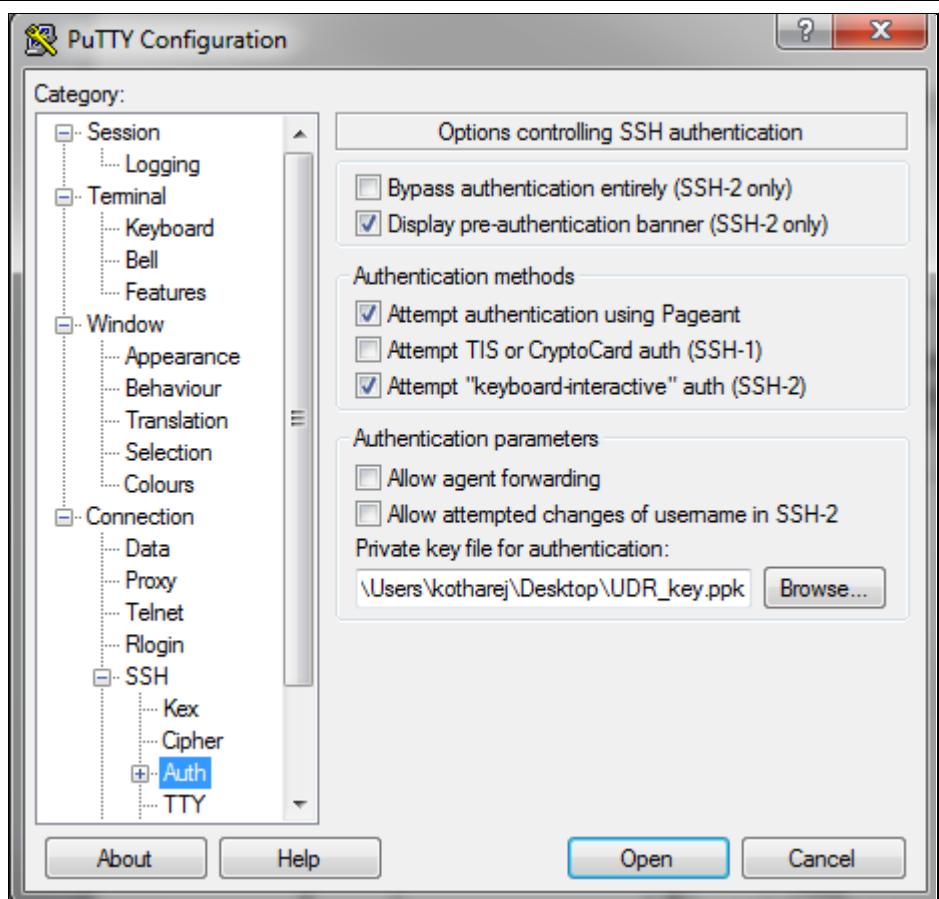 PuTTY Configuration
?
X
Category:
Session
Logging
Terminal
Keyboard
Bell
Features
Window
Appearance
Behaviour
Translation
Selection
Colours
Connection
Data
Proxy
Telnet
Rlogin
SSH
Kex
Cipher
Auth
TTY
Options controlling SSH authentication
Bypass authentication entirely (SSH-2 only)
Display pre-authentication banner (SSH-2 only)
Authentication methods
Attempt authentication using Pageant
Attempt TIS or CryptoCard auth (SSH-1)
Attempt "keyboard-interactive" auth (SSH-2)
Authentication parameters
Allow agent forwarding
Allow attempted changes of username in SSH-2
Private key file for authentication:
\Users\kotharej\Desktop\UDR_key.ppk
Browse...
About
Help
Open
Cancel